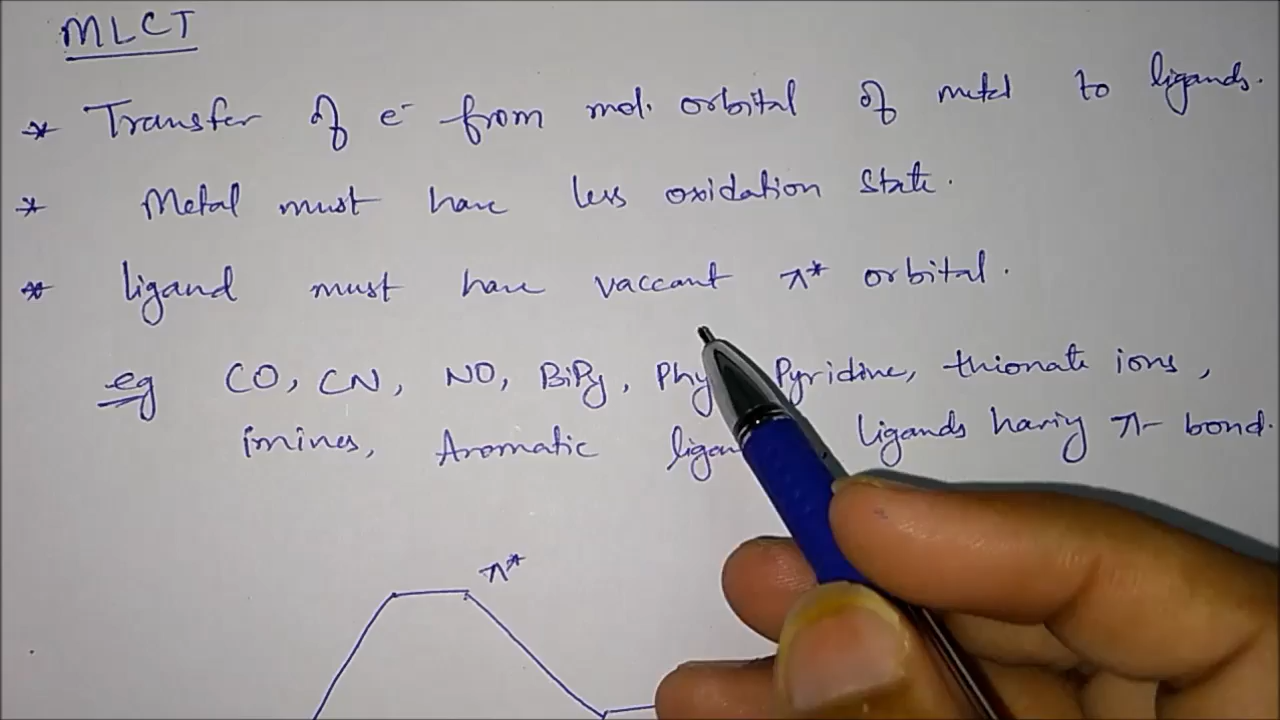 MLCT
* Transfer of e⁻ from mol. orbital of metal to ligands.
* Metal must have less oxidation state.
* ligand must have vaccant π* orbital.
eg CO, CN, NO, BiPy, Pyridine, thionate ions,
imines, Aromatic ligands having π- bond.
π*